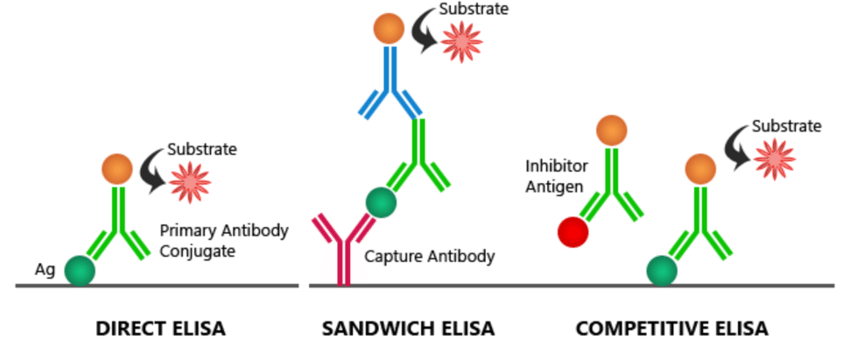 Substrate
Primary Antibody
Conjugate
Ag
DIRECT ELISA
Substrate
Capture Antibody
SANDWICH ELISA
Inhibitor
Antigen
Substrate
COMPETITIVE ELISA